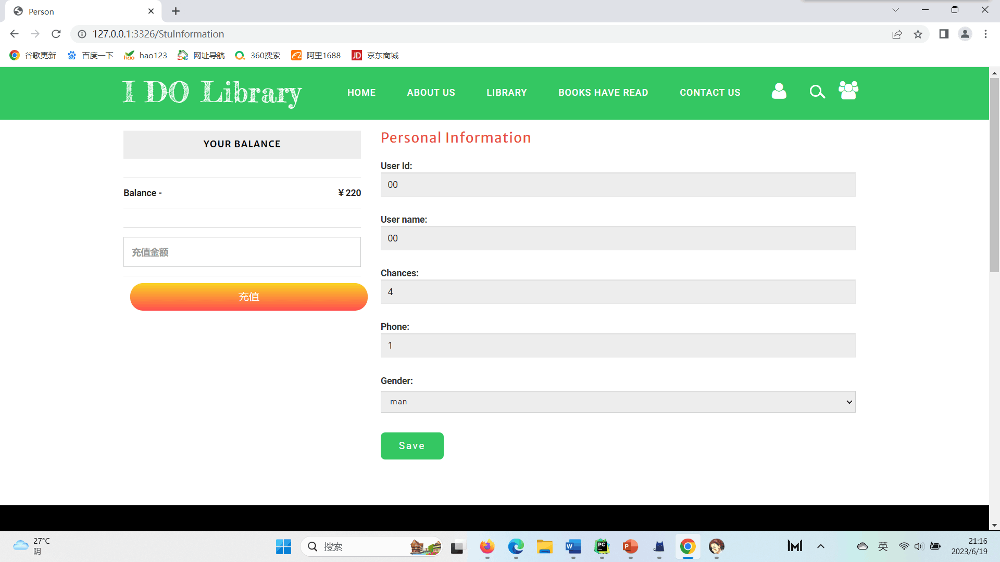 Person
127.0.0.1:3326/StuInformation
谷歌更新 百度一下 hao123 网址导航 360搜索 阿里1688 京东商城
I DO Library HOME ABOUT US LIBRARY BOOKS HAVE READ CONTACT US
YOUR BALANCE
Balance - ￥220
充值金额
充值
Personal Information
User Id:
00
User name:
00
Chances:
4
Phone:
1
Gender:
man
Save
27°C
阴
搜索
英
21:16
2023/6/19